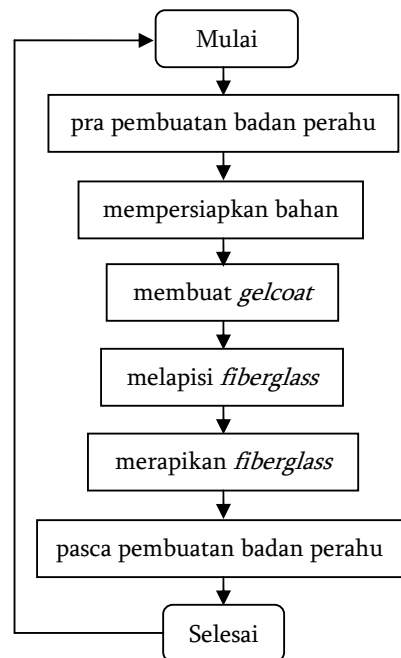 Mulai
pra pembuatan badan perahu
mempersiapkan bahan
membuat gelcoat
melapisi fiberglass
merapikan fiberglass
pasca pembuatan badan perahu
Selesai